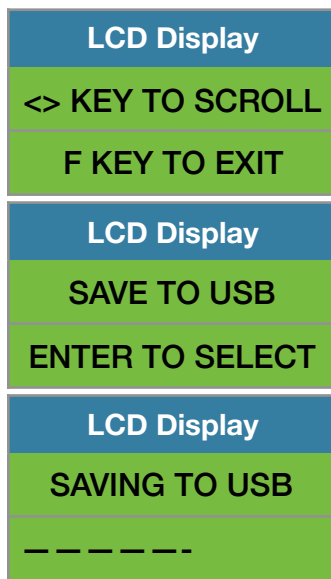 LCD Display
<> KEY TO SCROLL
F KEY TO EXIT
LCD Display
SAVE TO USB
ENTER TO SELECT
LCD Display
SAVING TO USB
— — — — — -